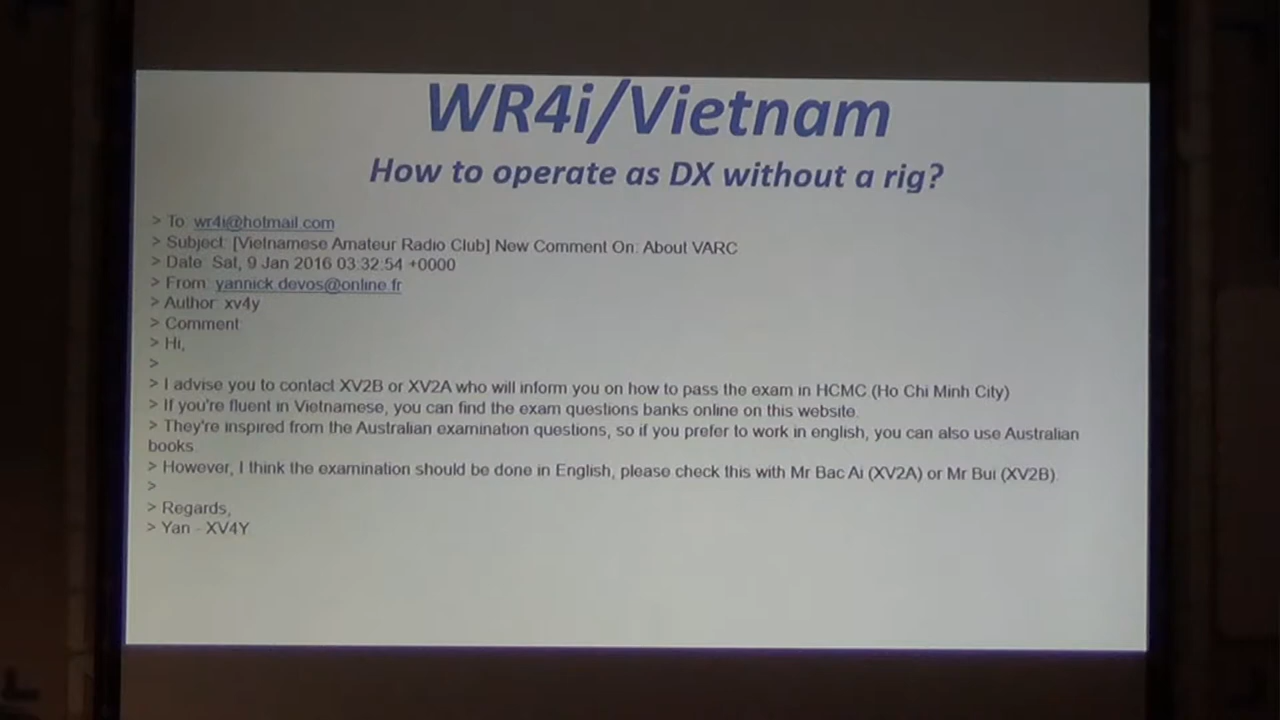 WR4i/Vietnam
How to operate as DX without a rig?
> To: wr4i@hotmail.com
> Subject: [Vietnamese Amateur Radio Club] New Comment On: About VARC
> Date: Sat, 9 Jan 2016 03:32:54 +0000
> From: yannick.devos@online.fr
> Author: xv4y
> Comment:
> Hi,
>
> I advise you to contact XV2B or XV2A who will inform you on how to pass the exam in HCMC (Ho Chi Minh City)
> If you're fluent in Vietnamese, you can find the exam questions banks online on this website.
> They're inspired from the Australian examination questions, so if you prefer to work in english, you can also use Australian
books.
> However, I think the examination should be done in English, please check this with Mr Bac Ai (XV2A) or Mr Bui (XV2B).
>
> Regards,
> Yan - XV4Y